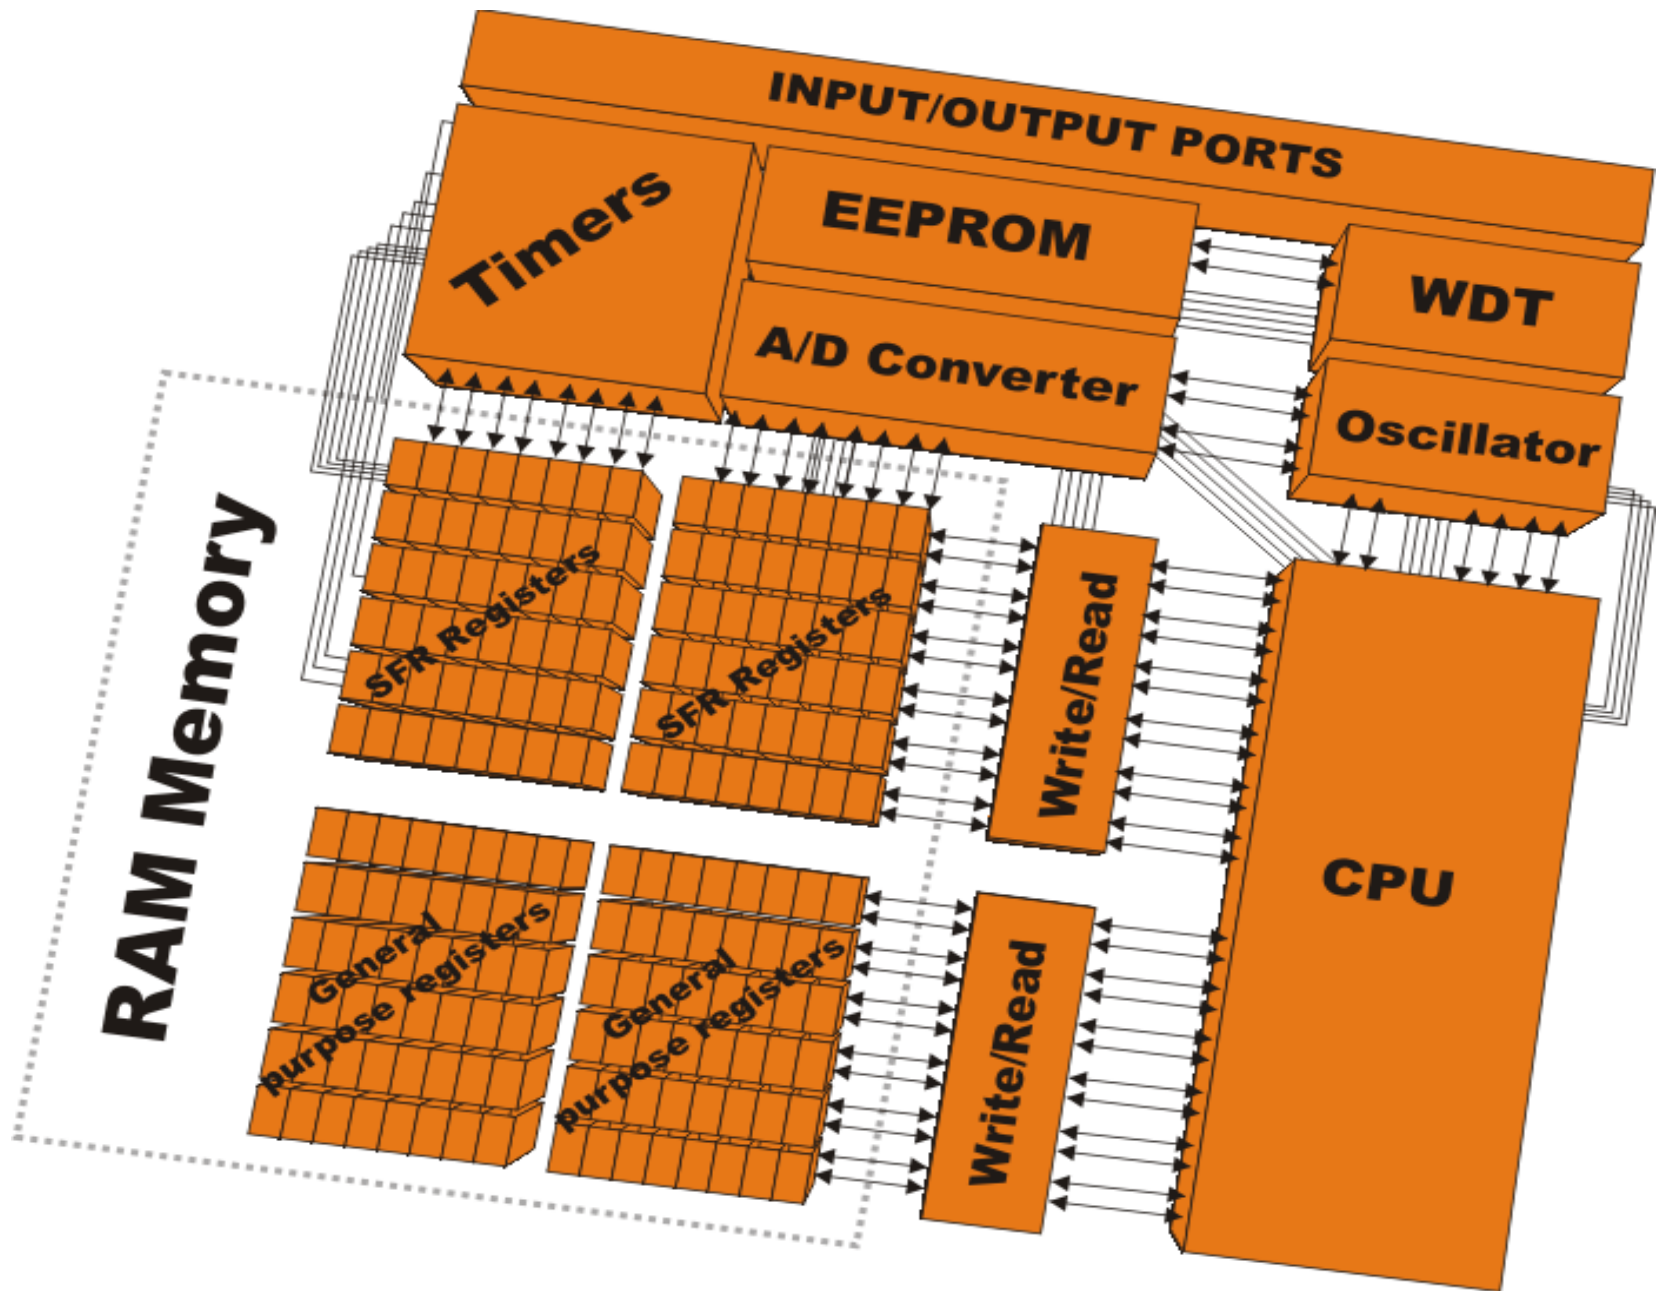 INPUT/OUTPUT PORTS
Timers
EEPROM
WDT
A/D Converter
Oscillator
RAM Memory
SFR Registers
SFR Registers
Write/Read
CPU
General
purpose registers
General
purpose registers
Write/Read